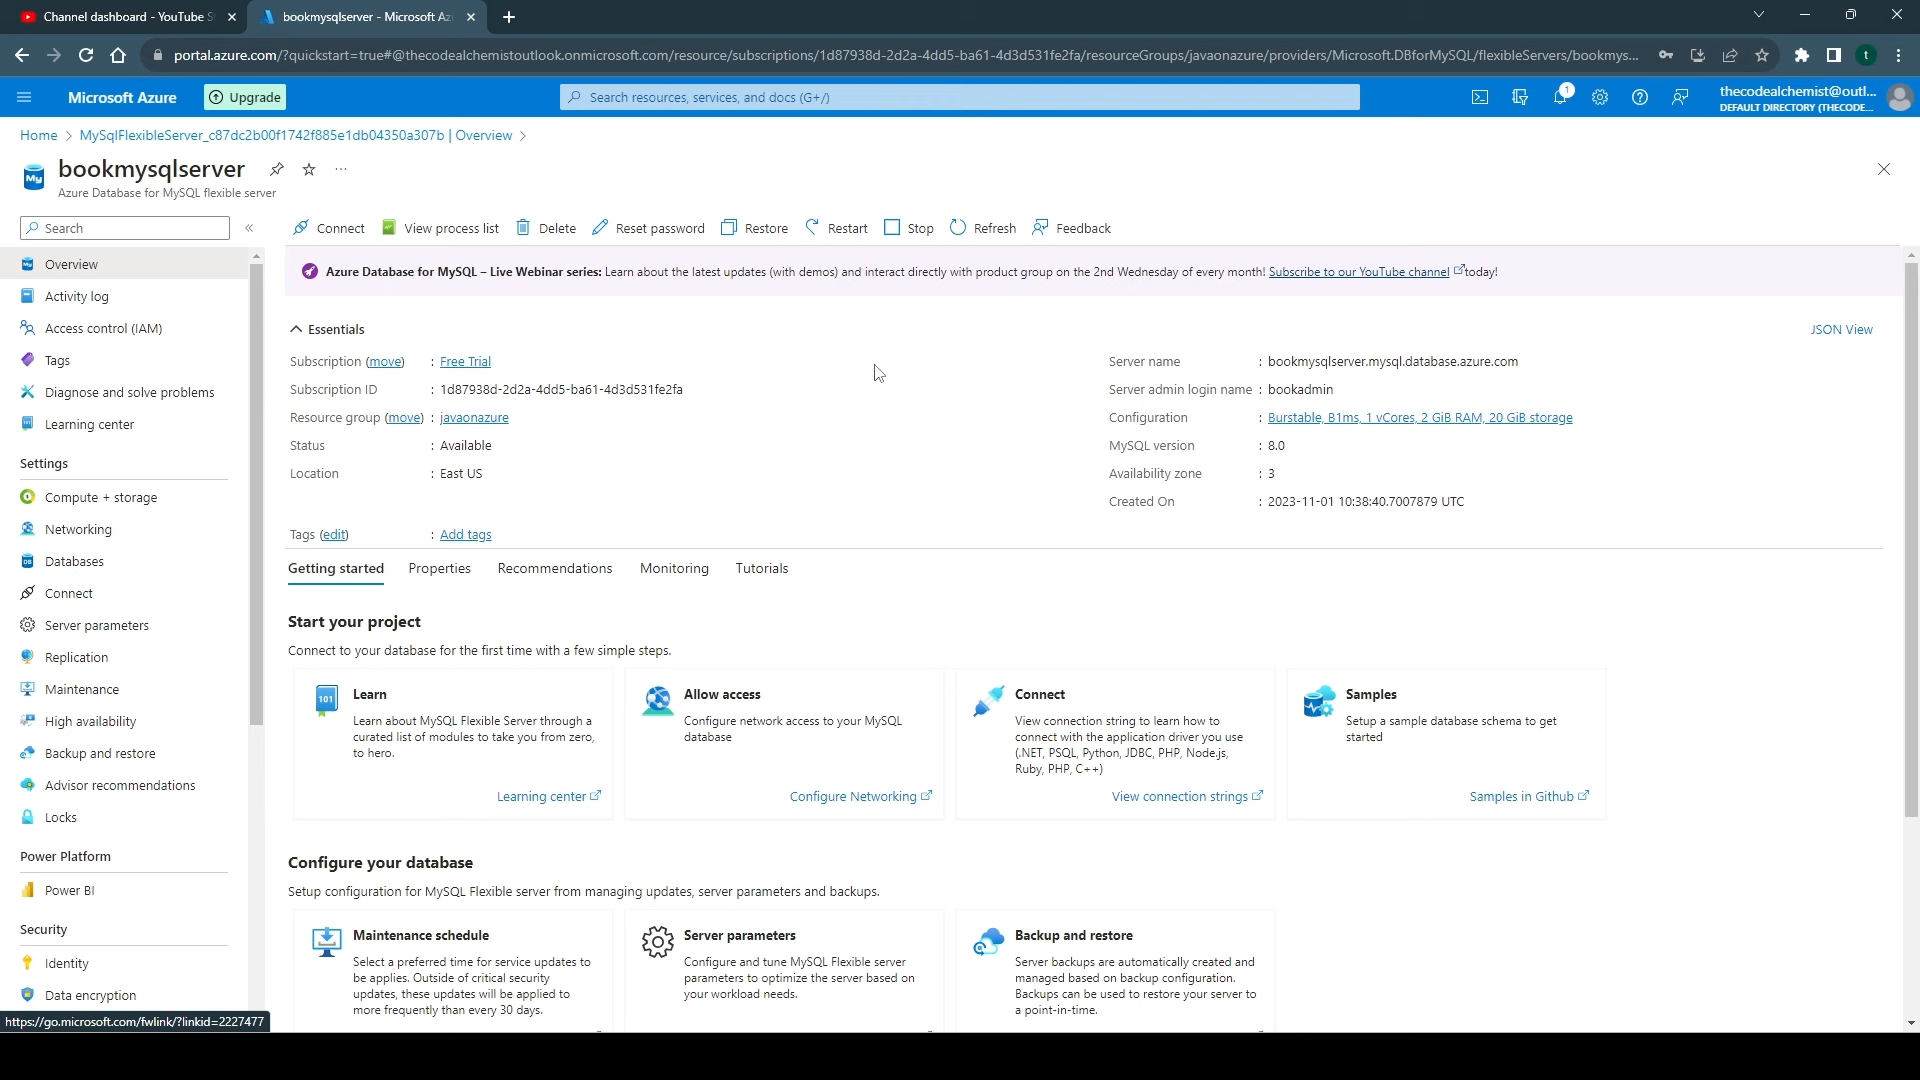 Channel dashboard - YouTube S
bookmysqlserver - Microsoft Az
portal.azure.com/?quickstart=true#@thecodealchemistoutlook.onmicrosoft.com/resource/subscriptions/1d87938d-2d2a-4dd5-ba61-4d3d531fe2fa/resourceGroups/javaonazure/providers/Microsoft.DBforMySQL/flexibleServers/bookmys...
t
Microsoft Azure
Upgrade
Search resources, services, and docs (G+/)
1
thecodealchemist@outl...
DEFAULT DIRECTORY (THECODE...
Home > MySqlFlexibleServer_c87dc2b00f1742f885e1db04350a307b | Overview >
My
bookmysqlserver
Azure Database for MySQL flexible server
Search
«
Connect
View process list
Delete
Reset password
Restore
Restart
Stop
Refresh
Feedback
Overview
Activity log
Access control (IAM)
Tags
Diagnose and solve problems
Learning center
Settings
Compute + storage
Networking
Databases
Connect
Server parameters
Replication
Maintenance
High availability
Backup and restore
Advisor recommendations
Locks
Power Platform
Power BI
Security
Identity
Data encryption
https://go.microsoft.com/fwlink/?linkid=2227477
Azure Database for MySQL – Live Webinar series: Learn about the latest updates (with demos) and interact directly with product group on the 2nd Wednesday of every month! Subscribe to our YouTube channel today!
Essentials
JSON View
Subscription (move) : Free Trial
Subscription ID : 1d87938d-2d2a-4dd5-ba61-4d3d531fe2fa
Resource group (move) : javaonazure
Status : Available
Location : East US
Server name : bookmysqlserver.mysql.database.azure.com
Server admin login name : bookadmin
Configuration : Burstable, B1ms, 1 vCores, 2 GiB RAM, 20 GiB storage
MySQL version : 8.0
Availability zone : 3
Created On : 2023-11-01 10:38:40.7007879 UTC
Tags (edit) : Add tags
Getting started
Properties
Recommendations
Monitoring
Tutorials
Start your project
Connect to your database for the first time with a few simple steps.
101
Learn
Learn about MySQL Flexible Server through a
curated list of modules to take you from zero,
to hero.
Learning center
Allow access
Configure network access to your MySQL
database
Configure Networking
Connect
View connection string to learn how to
connect with the application driver you use
(.NET, PSQL, Python, JDBC, PHP, Node.js,
Ruby, PHP, C++)
View connection strings
Samples
Setup a sample database schema to get
started
Samples in Github
Configure your database
Setup configuration for MySQL Flexible server from managing updates, server parameters and backups.
Maintenance schedule
Select a preferred time for service updates to
be applies. Outside of critical security
updates, these updates will be applied to
more frequently than every 30 days.
Server parameters
Configure and tune MySQL Flexible server
parameters to optimize the server based on
your workload needs.
Backup and restore
Server backups are automatically created and
managed based on backup configuration.
Backups can be used to restore your server to
a point-in-time.